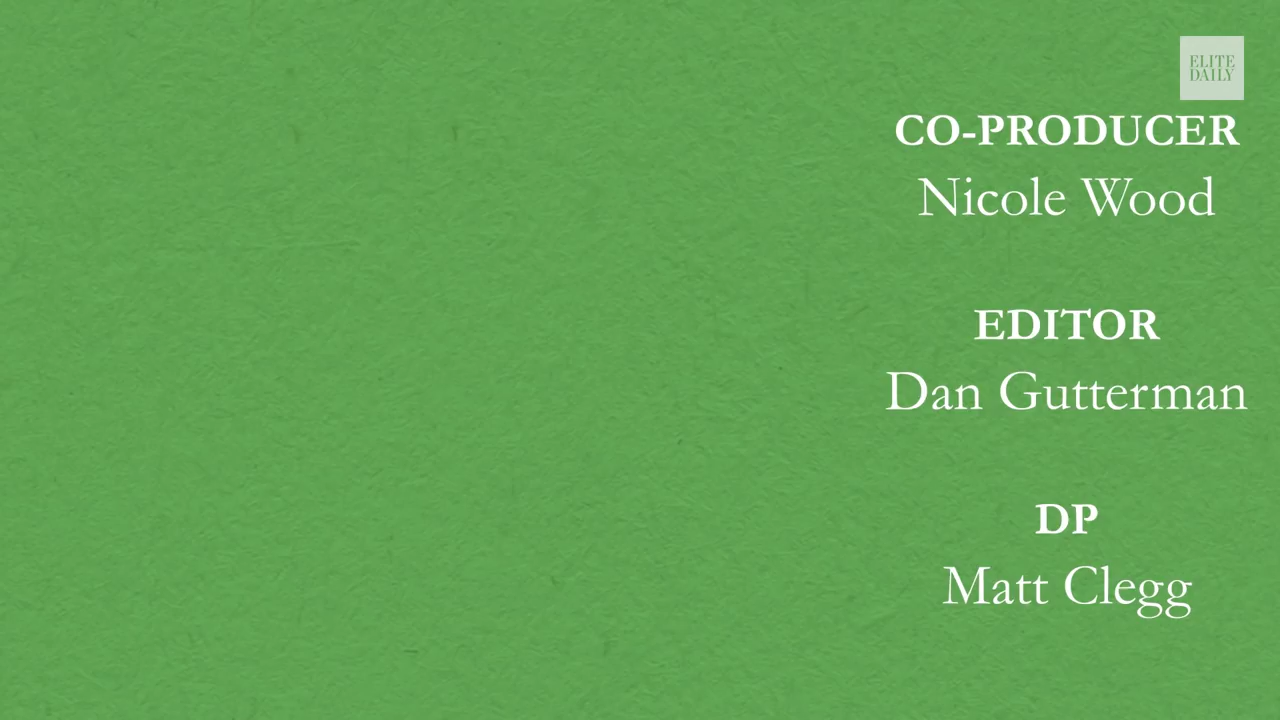 ELITE
DAILY
CO-PRODUCER
Nicole Wood
EDITOR
Dan Gutterman
DP
Matt Clegg